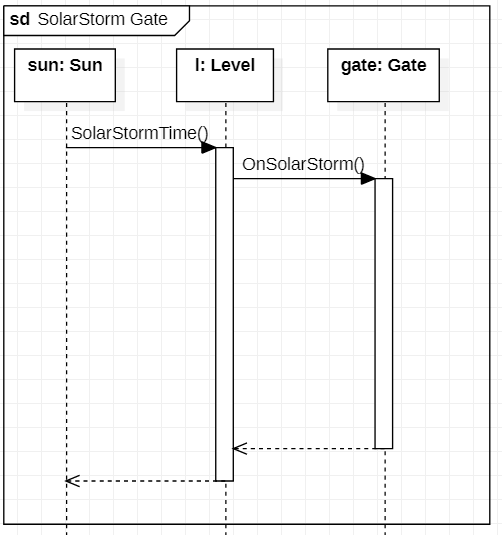 sd SolarStorm Gate
sun: Sun
l: Level
gate: Gate
SolarStormTime()
OnSolarStorm()